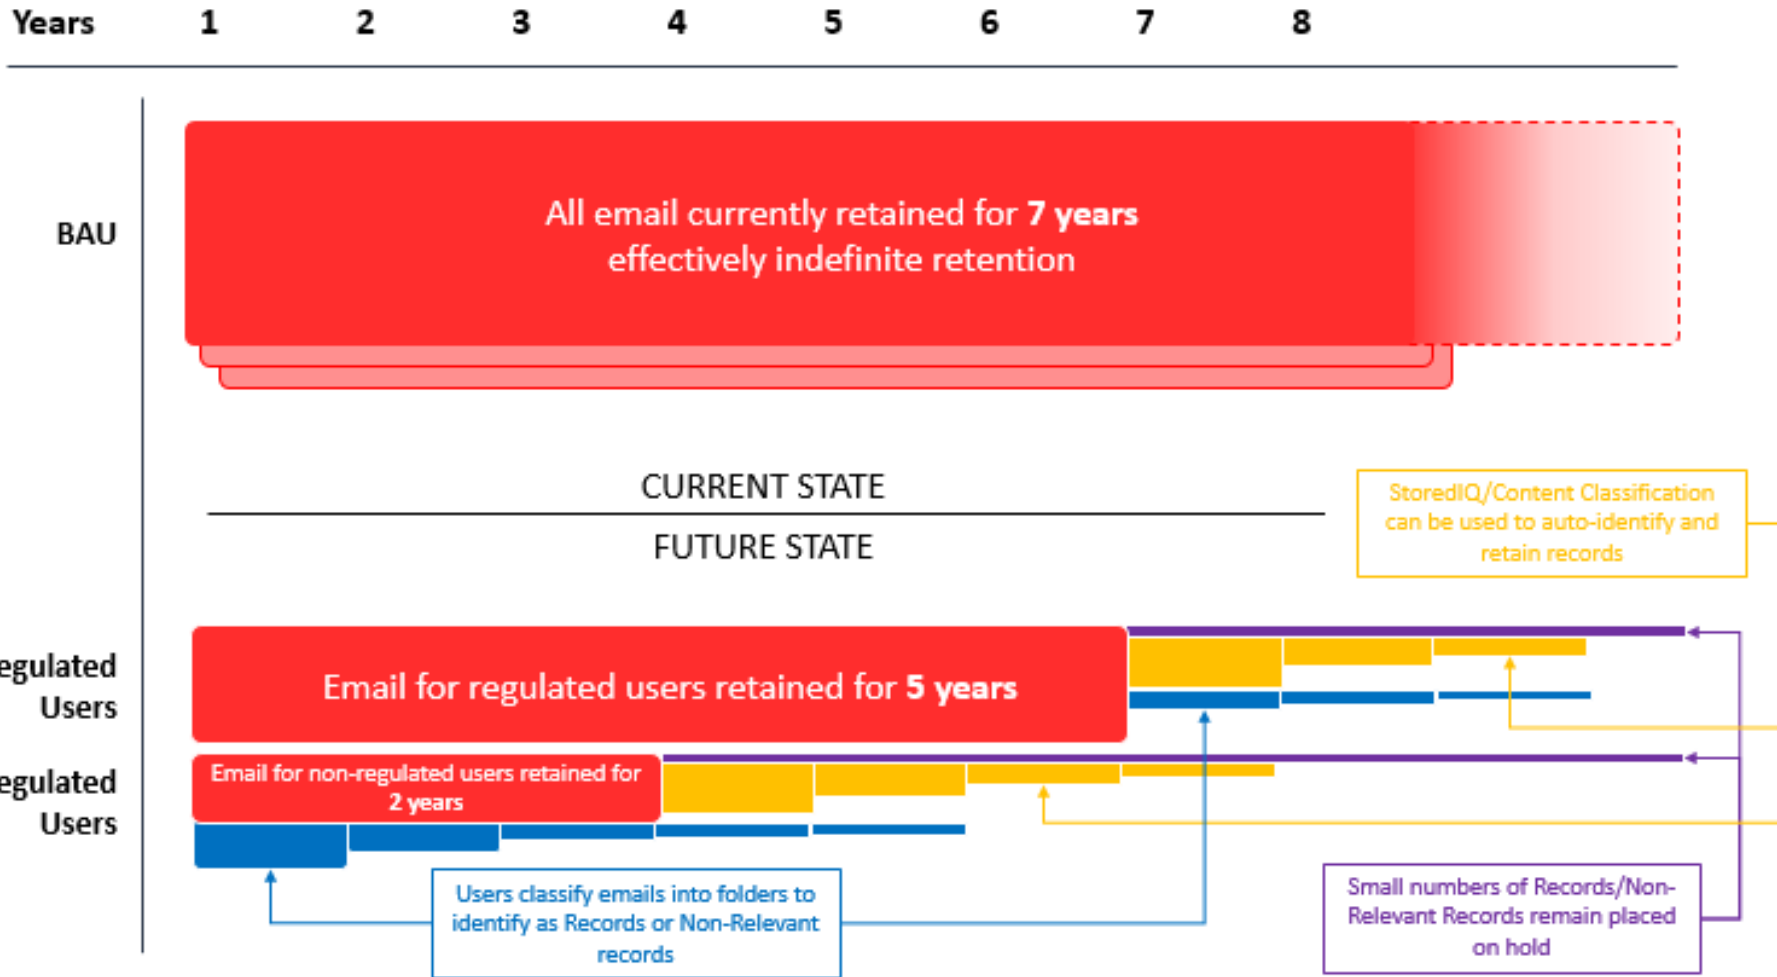 Years 1 2 3 4 5 6 7 8
All email currently retained for 7 years
effectively indefinite retention
BAU
CURRENT STATE
FUTURE STATE
StoredIQ/Content Classification
can be used to auto-identify and
retain records
egulated
Users
Email for regulated users retained for 5 years
egulated
Users
Email for non-regulated users retained for
2 years
Users classify emails into folders to
identify as Records or Non-Relevant
records
Small numbers of Records/Non-
Relevant Records remain placed
on hold